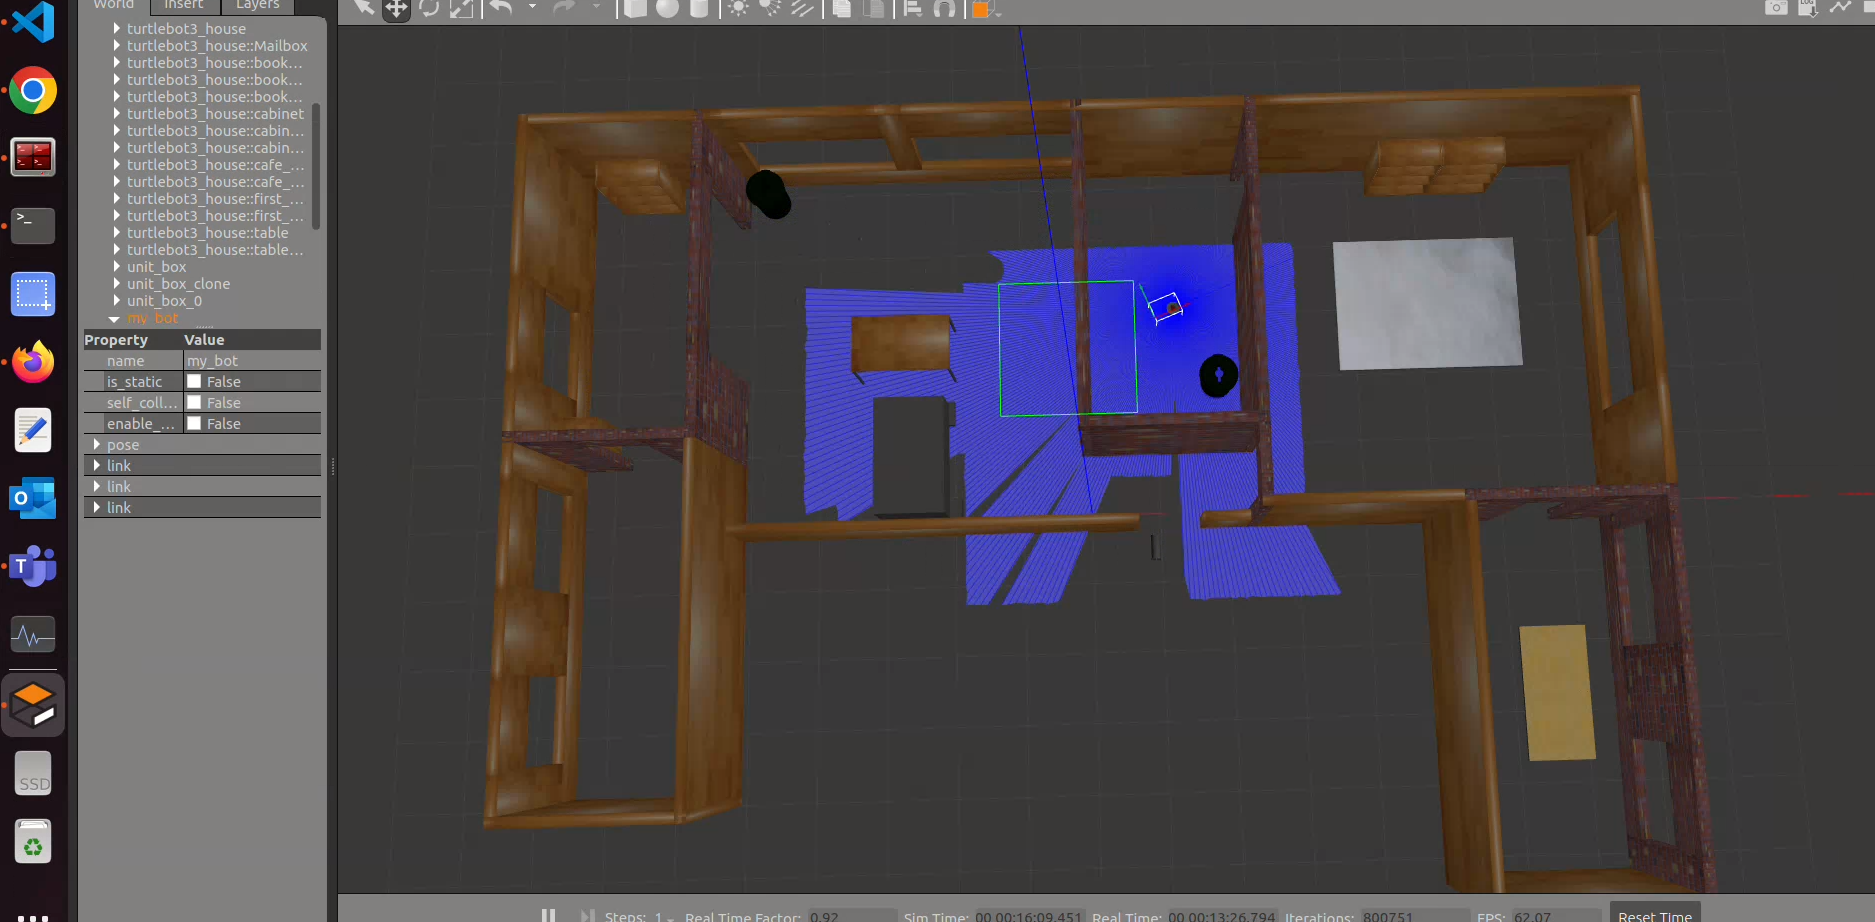 World Insert Layers
turtlebot3_house
turtlebot3_house::Mailbox
turtlebot3_house::book...
turtlebot3_house::book...
turtlebot3_house::book...
turtlebot3_house::cabinet
turtlebot3_house::cabin...
turtlebot3_house::cabin...
turtlebot3_house::cafe_...
turtlebot3_house::cafe_...
turtlebot3_house::first_...
turtlebot3_house::first_...
turtlebot3_house::table
turtlebot3_house::table...
unit_box
unit_box_clone
unit_box_0
my_bot
Property Value
name my_bot
is_static False
self_coll... False
enable_... False
pose
link
link
link
SSD
LOG
Steps: 1 Real Time Factor: 0.92 Sim Time: 00 00:16:09.451 Real Time: 00 00:13:26.794 Iterations: 800751 FPS: 62.07 Reset Time